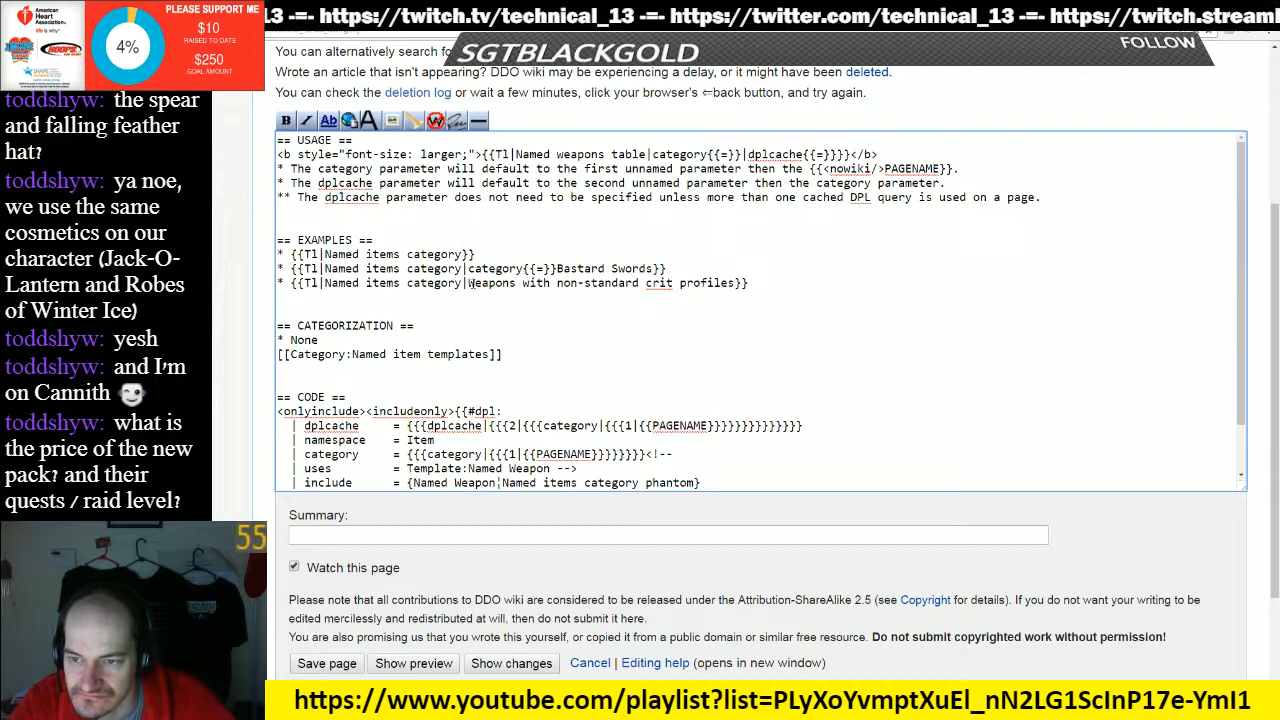 13 -=- https://twitch.tv/technical_13 -=- https://twitter.com/technical_13 -=- https://twitch.streaml
American
Heart
Association
life is why
HOOPS
4%
PLEASE SUPPORT ME
$10
RAISED TO DATE
$250
GOAL AMOUNT
SGTBLACKGOLD
FOLLOW
toddshyw: the spear
and falling feather
hat?
toddshyw: ya noe,
we use the same
cosmetics on our
character (Jack-O-
Lantern and Robes
of Winter Ice)
toddshyw: yesh
toddshyw: and I'm
on Cannith
toddshyw: what is
the price of the new
pack? and their
quests / raid level?
55
You can alternatively search fo
Wrote an article that isn't appearing? DDO wiki may be experiencing a delay, or it might have been deleted.
You can check the deletion log or wait a few minutes, click your browser's ⇐back button, and try again.
B I Ab A W
== USAGE ==
<b style="font-size: larger;">{{Tl|Named weapons table|category{{=}}|dplcache{{=}}}}</b>
* The category parameter will default to the first unnamed parameter then the {{<nowiki/>PAGENAME}}.
* The dplcache parameter will default to the second unnamed parameter then the category parameter.
** The dplcache parameter does not need to be specified unless more than one cached DPL query is used on a page.
== EXAMPLES ==
* {{Tl|Named items category}}
* {{Tl|Named items category|category{{=}}Bastard Swords}}
* {{Tl|Named items category|Weapons with non-standard crit profiles}}
== CATEGORIZATION ==
* None
[[Category:Named item templates]]
== CODE ==
<onlyinclude><includeonly>{{#dpl:
| dplcache = {{{dplcache|{{{2|{{{category|{{{1|{{PAGENAME}}}}}}}}}}}}}}
| namespace = Item
| category = {{{category|{{{1|{{PAGENAME}}}}}}}}<!--
| uses = Template:Named Weapon -->
| include = {Named Weapon¦Named items category phantom}
Summary:
Watch this page
Please note that all contributions to DDO wiki are considered to be released under the Attribution-ShareAlike 2.5 (see Copyright for details). If you do not want your writing to be
edited mercilessly and redistributed at will, then do not submit it here.
You are also promising us that you wrote this yourself, or copied it from a public domain or similar free resource. Do not submit copyrighted work without permission!
Save page Show preview Show changes Cancel | Editing help (opens in new window)
https://www.youtube.com/playlist?list=PLyXoYvmptXuEl_nN2LG1ScInP17e-YmI1